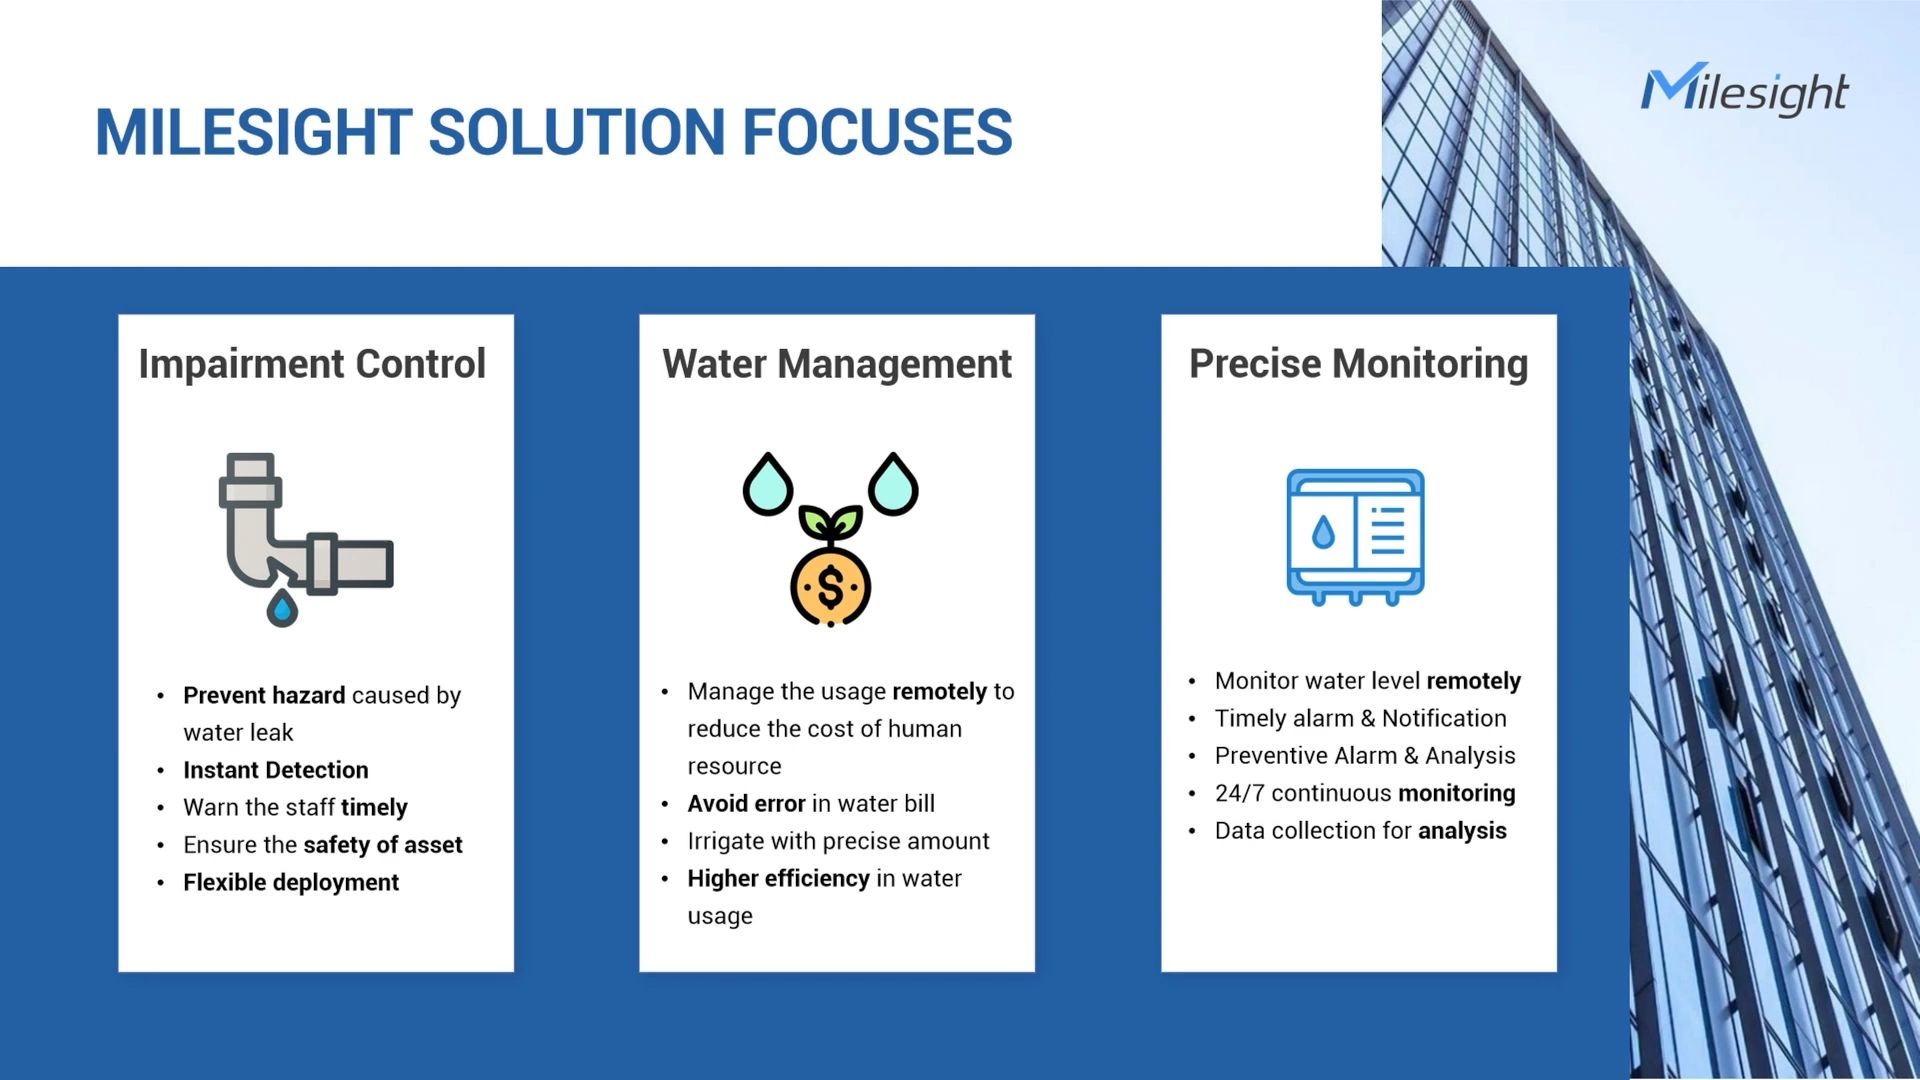 MILESIGHT SOLUTION FOCUSES
Milesight
Impairment Control
• Prevent hazard caused by
water leak
• Instant Detection
• Warn the staff timely
• Ensure the safety of asset
• Flexible deployment
Water Management
$
• Manage the usage remotely to
reduce the cost of human
resource
• Avoid error in water bill
• Irrigate with precise amount
• Higher efficiency in water
usage
Precise Monitoring
• Monitor water level remotely
• Timely alarm & Notification
• Preventive Alarm & Analysis
• 24/7 continuous monitoring
• Data collection for analysis